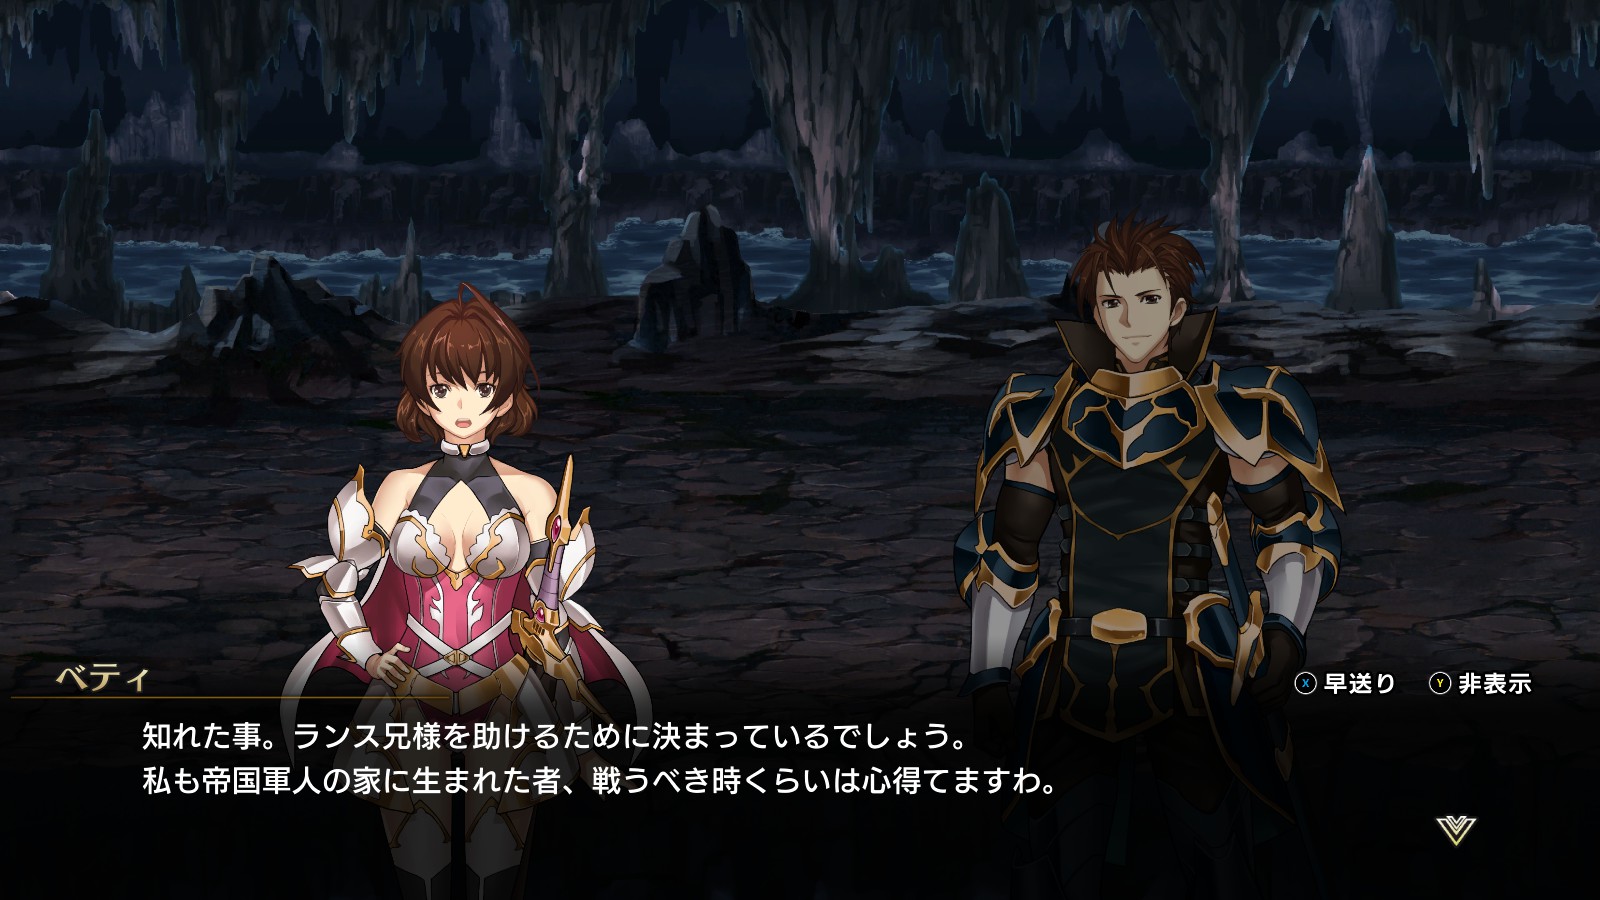 ベティ
X 早送り Y 非表示
知れた事。ランス兄様を助けるために決まっているでしょう。
私も帝国軍人の家に生まれた者、戦うべき時くらいは心得てますわ。